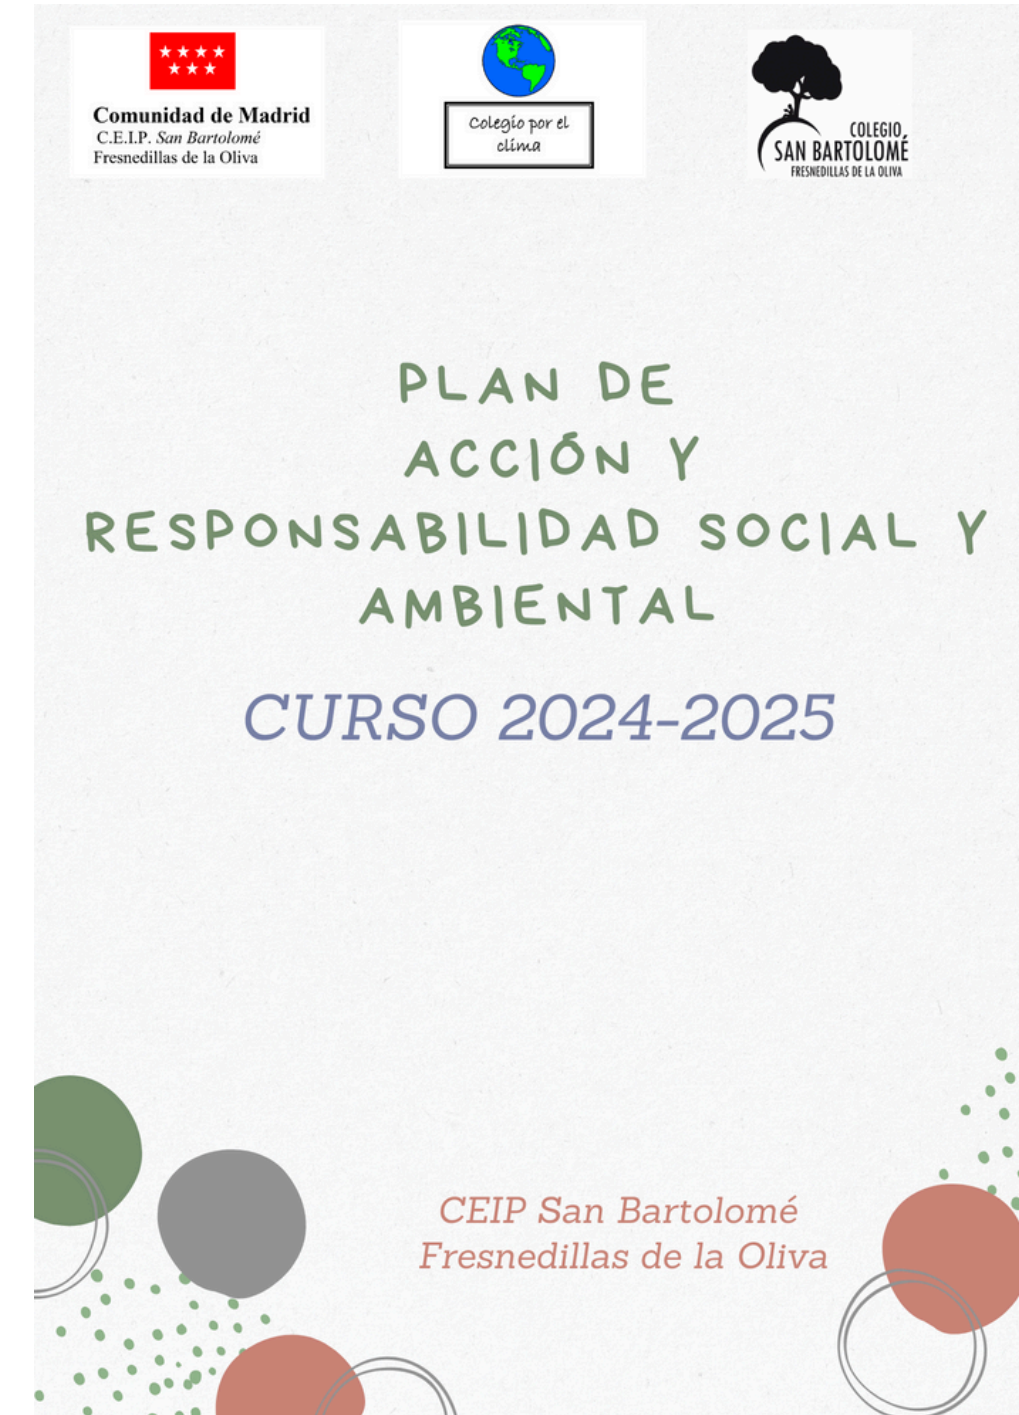 Comunidad de Madrid
C.E.I.P. San Bartolomé
Fresnedillas de la Oliva
Colegio por el
clima
COLEGIO
SAN BARTOLOMÉ
FRESNEDILLAS DE LA OLIVA
PLAN DE
ACCIÓN Y
RESPONSABILIDAD SOCIAL Y
AMBIENTAL
CURSO 2024-2025
CEIP San Bartolomé
Fresnedillas de la Oliva